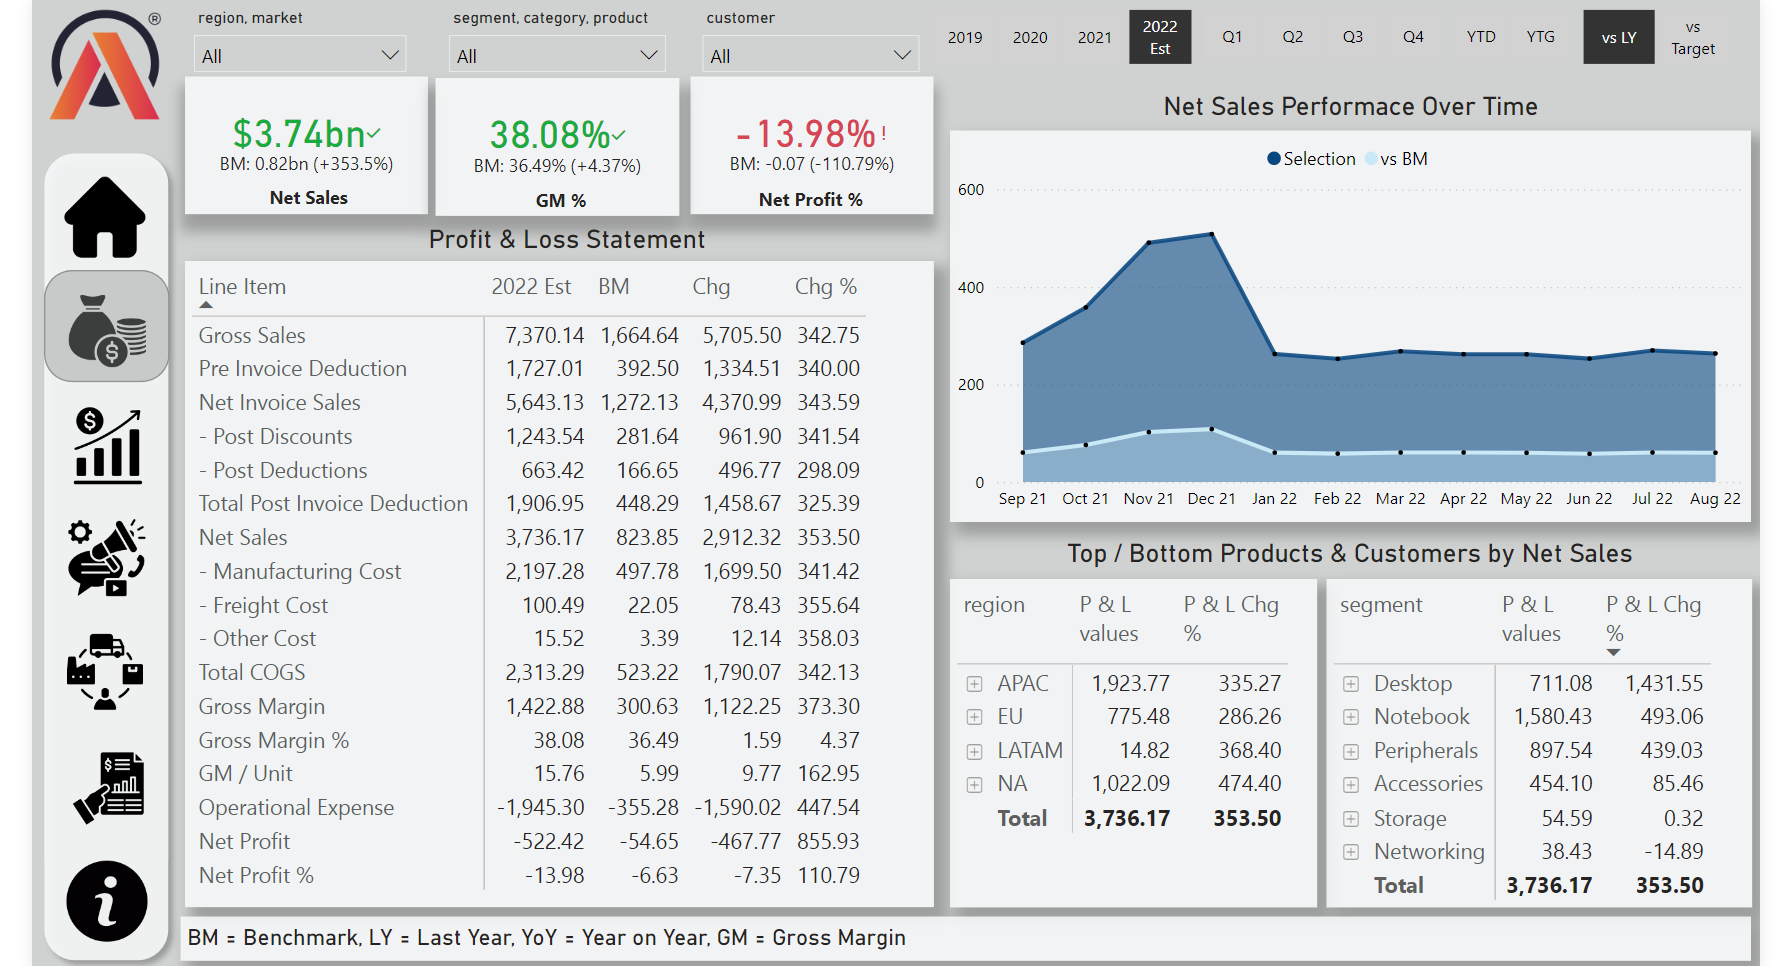 ®
region, market
segment, category, product
customer
All
All
All
2019 2020 2021 2022 Est Q1 Q2 Q3 Q4 YTD YTG vs LY vs Target
$3.74bn
BM: 0.82bn (+353.5%)
Net Sales
38.08%
BM: 36.49% (+4.37%)
GM %
-13.98%!
BM: -0.07 (-110.79%)
Net Profit %
Net Sales Performace Over Time
Selection vs BM
600
400
200
0
Sep 21 Oct 21 Nov 21 Dec 21 Jan 22 Feb 22 Mar 22 Apr 22 May 22 Jun 22 Jul 22 Aug 22
Profit & Loss Statement
Line Item 2022 Est BM Chg Chg %
Gross Sales 7,370.14 1,664.64 5,705.50 342.75
Pre Invoice Deduction 1,727.01 392.50 1,334.51 340.00
Net Invoice Sales 5,643.13 1,272.13 4,370.99 343.59
- Post Discounts 1,243.54 281.64 961.90 341.54
- Post Deductions 663.42 166.65 496.77 298.09
Total Post Invoice Deduction 1,906.95 448.29 1,458.67 325.39
Net Sales 3,736.17 823.85 2,912.32 353.50
- Manufacturing Cost 2,197.28 497.78 1,699.50 341.42
- Freight Cost 100.49 22.05 78.43 355.64
- Other Cost 15.52 3.39 12.14 358.03
Total COGS 2,313.29 523.22 1,790.07 342.13
Gross Margin 1,422.88 300.63 1,122.25 373.30
Gross Margin % 38.08 36.49 1.59 4.37
GM / Unit 15.76 5.99 9.77 162.95
Operational Expense -1,945.30 -355.28 -1,590.02 447.54
Net Profit -522.42 -54.65 -467.77 855.93
Net Profit % -13.98 -6.63 -7.35 110.79
Top / Bottom Products & Customers by Net Sales
region P & L values P & L Chg %
APAC 1,923.77 335.27
EU 775.48 286.26
LATAM 14.82 368.40
NA 1,022.09 474.40
Total 3,736.17 353.50
segment P & L values P & L Chg %
Desktop 711.08 1,431.55
Notebook 1,580.43 493.06
Peripherals 897.54 439.03
Accessories 454.10 85.46
Storage 54.59 0.32
Networking 38.43 -14.89
Total 3,736.17 353.50
BM = Benchmark, LY = Last Year, YoY = Year on Year, GM = Gross Margin